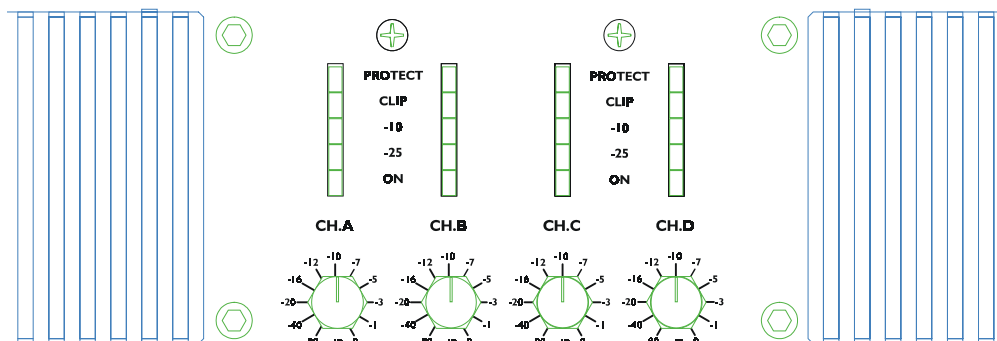 PROTECT PROTECT
CLIP CLIP
-10 -10
-25 -25
ON ON
CH.A CH.B CH.C CH.D
-10 -10 -10 -10
-12 -7 -12 -7 -12 -7 -12 -7
-16 -5 -16 -5 -16 -5 -16 -5
-20 -3 -20 -3 -20 -3 -20 -3
-40 -1 -40 -1 -40 -1 -40 -1